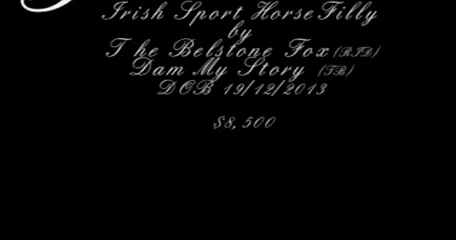 Irish Sport Horse Filly
by
The Belstone Fox (RID)
Dam My Story (TB)
DOB 19/12/2013
$8,500